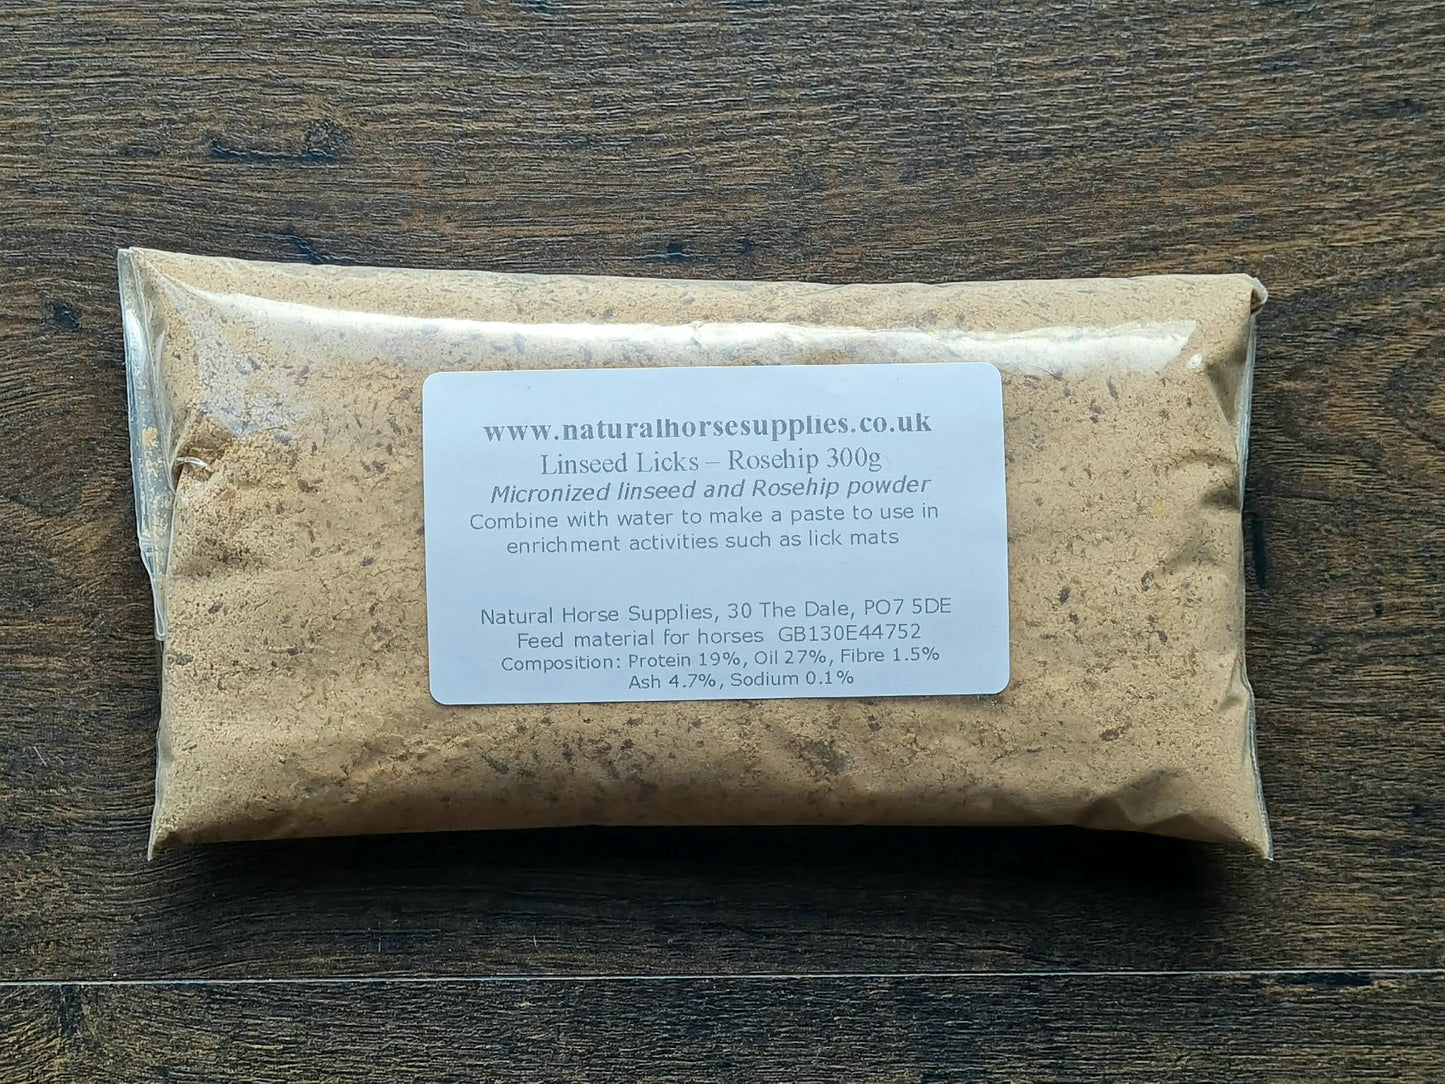 www.naturalhorsesupplies.co.uk
Linseed Licks – Rosehip 300g
Micronized linseed and Rosehip powder
Combine with water to make a paste to use in
enrichment activities such as lick mats
Natural Horse Supplies, 30 The Dale, PO7 5DE
Feed material for horses  GB130E44752
Composition: Protein 19%, Oil 27%, Fibre 1.5%
Ash 4.7%, Sodium 0.1%